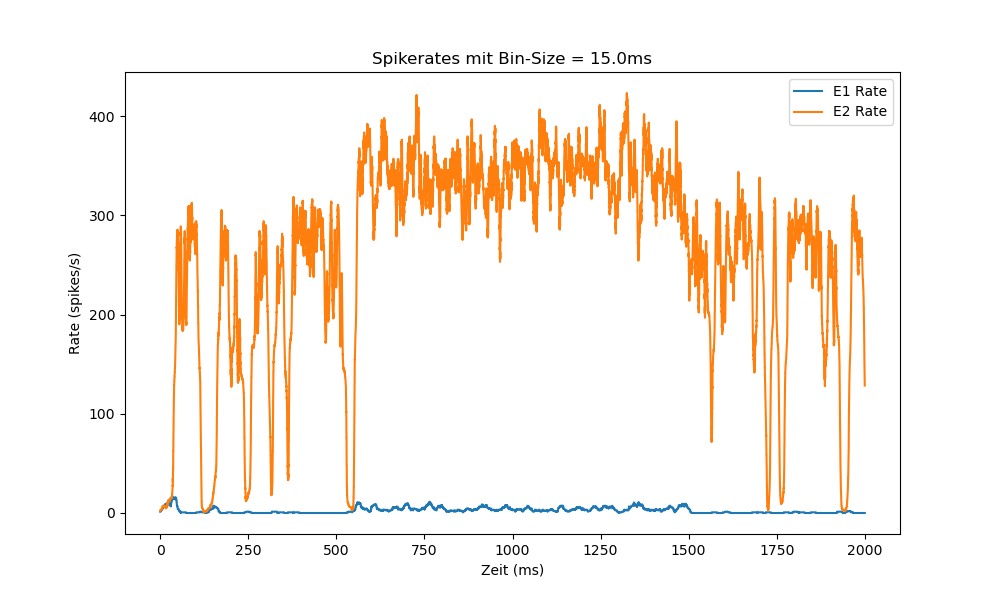 Spikerates mit Bin-Size = 15.0ms
E1 Rate
E2 Rate
400
300
200
100
0
Rate (spikes/s)
0 250 500 750 1000 1250 1500 1750 2000
Zeit (ms)